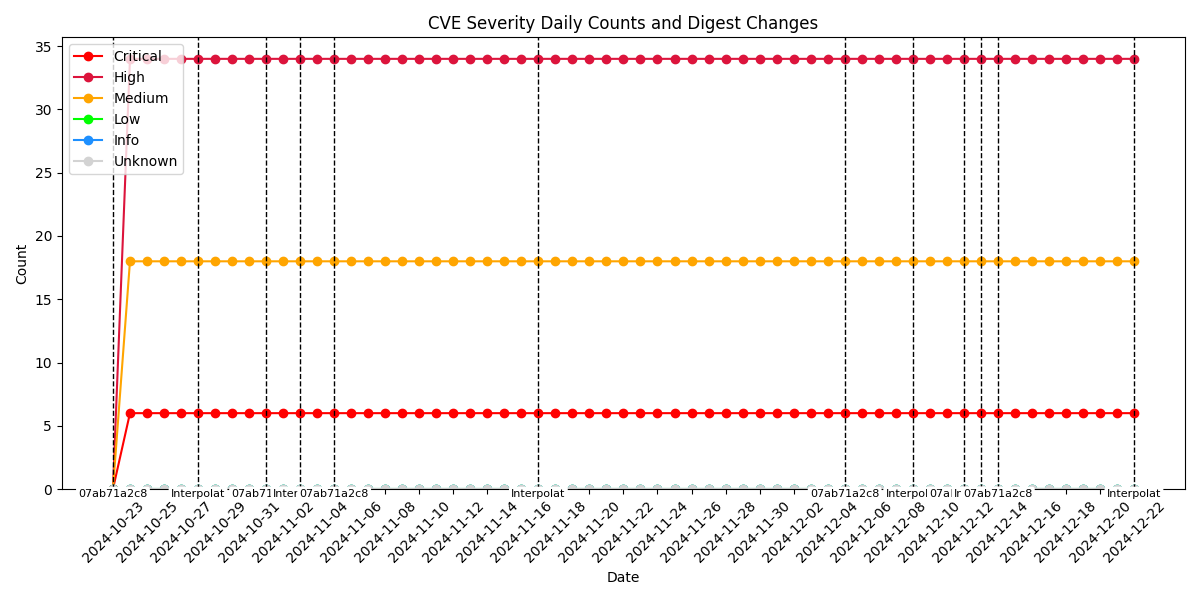 CVE Severity Daily Counts and Digest Changes
Critical
High
Medium
Low
Info
Unknown
Count
35
30
25
20
15
10
5
0
07ab71a2c8
Interpolat
07ab71
Inter
07ab71a2c8
Interpolat
07ab71a2c8
Interpol
07a
Ir
07ab71a2c8
Interpolat
2024-10-23
2024-10-25
2024-10-27
2024-10-29
2024-10-31
2024-11-02
2024-11-04
2024-11-06
2024-11-08
2024-11-10
2024-11-12
2024-11-14
2024-11-16
2024-11-18
2024-11-20
2024-11-22
2024-11-24
2024-11-26
2024-11-28
2024-11-30
2024-12-02
2024-12-04
2024-12-06
2024-12-08
2024-12-10
2024-12-12
2024-12-14
2024-12-16
2024-12-18
2024-12-20
2024-12-22
Date